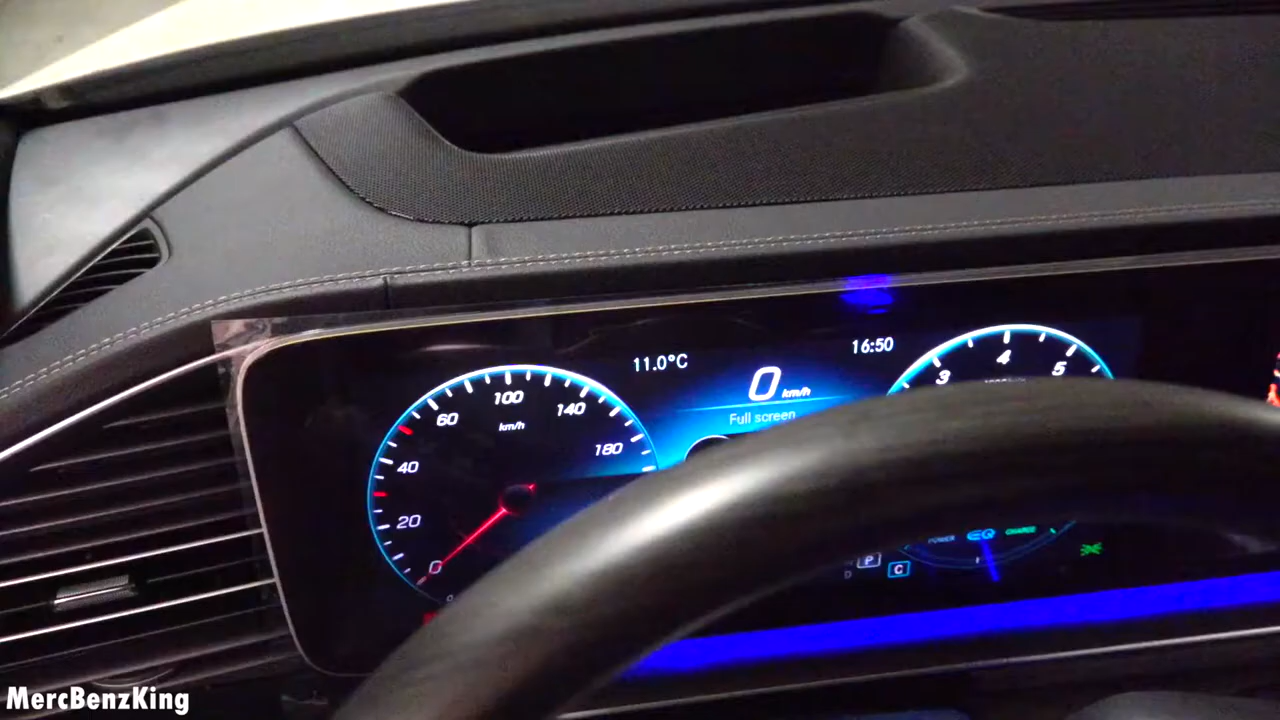 11.0°C
16:50
0 km/h
Full screen
100
60
140
km/h
180
40
20
0
4
3
5
POWER EQ CHARGE
P
D
C
MercBenzKing